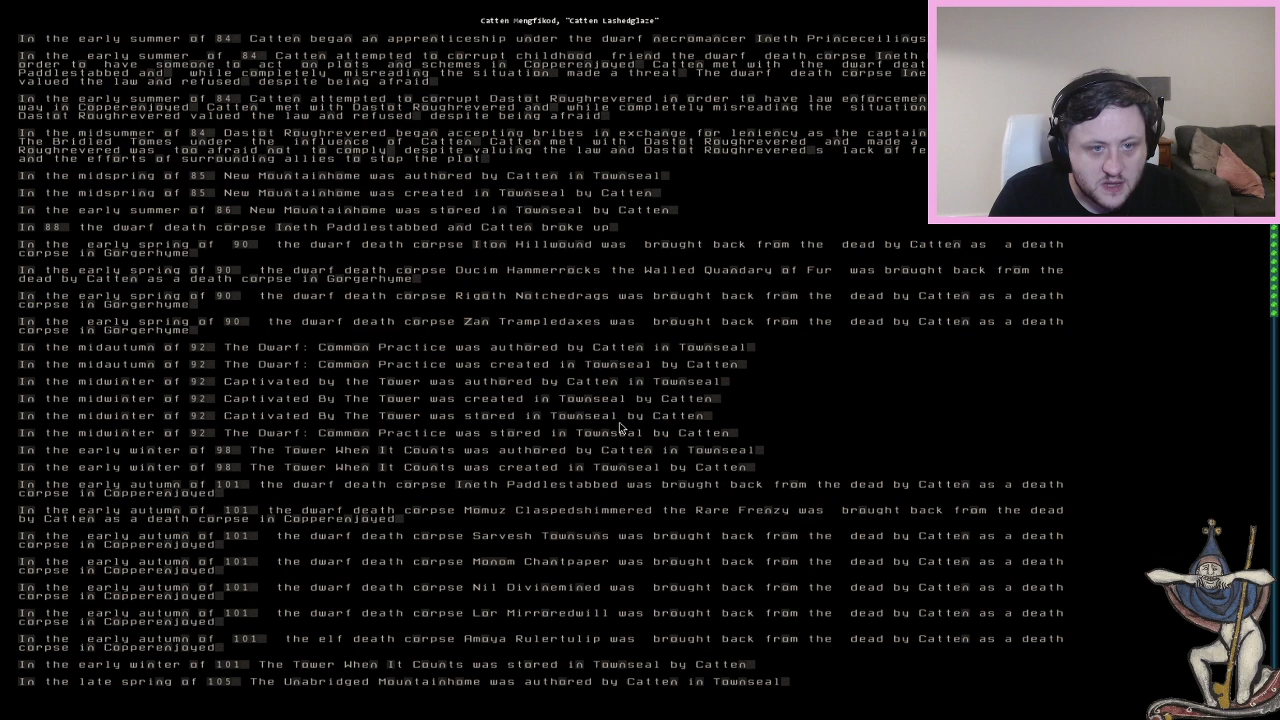 Catten Mengfikod, "Catten Lashedglaze"
In the early summer of 84 Catten began an apprenticeship under the dwarf necromancer Ineth Princeceilings
In the early summer of 84 Catten attempted to corrupt childhood friend the dwarf death corpse Ineth
order to have someone to act on plots and schemes in Copperenjoyed Catten met with the dwarf deat
Paddlestabbed and while completely misreading the situation made a threat The dwarf death corpse Ine
valued the law and refused despite being afraid
In the early summer of 84 Catten attempted to corrupt Dastot Roughrevered in order to have law enforcemen
way in Copperenjoyed Catten met with Dastot Roughrevered and while completely misreading the situation
Dastot Roughrevered valued the law and refused despite being afraid
In the midsummer of 84 Dastot Roughrevered began accepting bribes in exchange for leniency as the captain
The Bridled Tomes under the influence of Catten Catten met with Dastot Roughrevered and made a
Roughrevered was too afraid not to comply despite valuing the law and Dastot Roughrevered s lack of fe
and the efforts of surrounding allies to stop the plot
In the midspring of 85 New Mountainhome was authored by Catten in Townseal
In the midspring of 85 New Mountainhome was created in Townseal by Catten
In the early summer of 86 New Mountainhome was stored in Townseal by Catten
In 88 the dwarf death corpse Ineth Paddlestabbed and Catten broke up
In the early spring of 90 the dwarf death corpse Iton Hillwound was brought back from the dead by Catten as a death
corpse in Gorgerhyme
In the early spring of 90 the dwarf death corpse Ducim Hammerrocks the Walled Quandary of Fur was brought back from the
dead by Catten as a death corpse in Gorgerhyme
In the early spring of 90 the dwarf death corpse Rigoth Notchedrags was brought back from the dead by Catten as a death
corpse in Gorgerhyme
In the early spring of 90 the dwarf death corpse Zan Trampledaxes was brought back from the dead by Catten as a death
corpse in Gorgerhyme
In the midautumn of 92 The Dwarf: Common Practice was authored by Catten in Townseal
In the midautumn of 92 The Dwarf: Common Practice was created in Townseal by Catten
In the midwinter of 92 Captivated by the Tower was authored by Catten in Townseal
In the midwinter of 92 Captivated By The Tower was created in Townseal by Catten
In the midwinter of 92 Captivated By The Tower was stored in Townseal by Catten
In the midwinter of 92 The Dwarf: Common Practice was stored in Townseal by Catten
In the early winter of 98 The Tower When It Counts was authored by Catten in Townseal
In the early winter of 98 The Tower When It Counts was created in Townseal by Catten
In the early autumn of 101 the dwarf death corpse Ineth Paddlestabbed was brought back from the dead by Catten as a death
corpse in Copperenjoyed
In the early autumn of 101 the dwarf death corpse Momuz Claspedshimmered the Rare Frenzy was brought back from the dead
by Catten as a death corpse in Copperenjoyed
In the early autumn of 101 the dwarf death corpse Sarvesh Townsuns was brought back from the dead by Catten as a death
corpse in Copperenjoyed
In the early autumn of 101 the dwarf death corpse Monom Chantpaper was brought back from the dead by Catten as a death
corpse in Copperenjoyed
In the early autumn of 101 the dwarf death corpse Nil Divinemined was brought back from the dead by Catten as a death
corpse in Copperenjoyed
In the early autumn of 101 the dwarf death corpse Lor Mirroredwill was brought back from the dead by Catten as a death
corpse in Copperenjoyed
In the early autumn of 101 the elf death corpse Amoya Rulertulip was brought back from the dead by Catten as a death
corpse in Copperenjoyed
In the early winter of 101 The Tower When It Counts was stored in Townseal by Catten
In the late spring of 105 The Unabridged Mountainhome was authored by Catten in Townseal